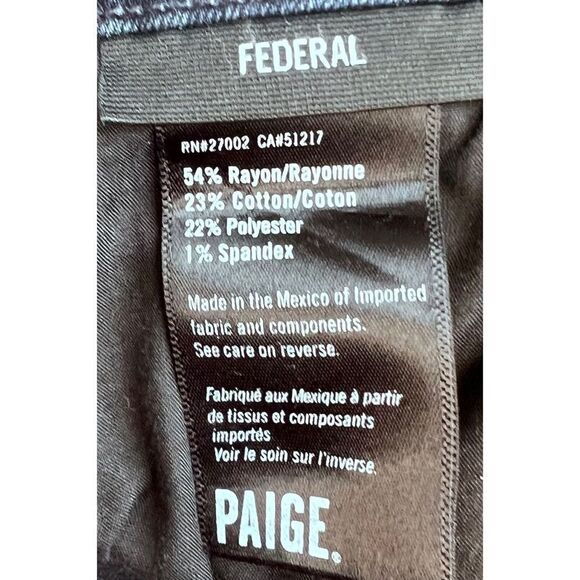 FEDERAL
RN#27002 CA#51217
54% Rayon/Rayonne
23% Cotton/Coton
22% Polyester
1% Spandex
Made in the Mexico of Imported
fabric and components.
See care on reverse.
Fabriqué aux Mexique à partir
de tissus et composants
importés
Voir le soin sur l'inverse.
PAIGE.